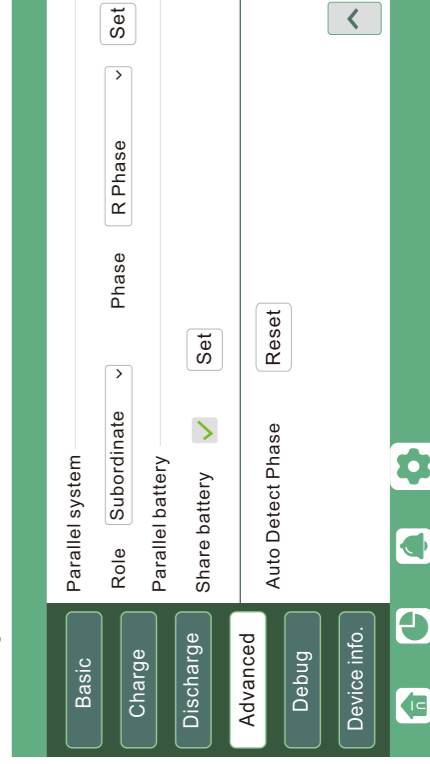 Basic
Charge
Discharge
Advanced
Debug
Device info.
Parallel system
Role Subordinate Phase R Phase Set
Parallel battery
Share battery Set
Auto Detect Phase Reset